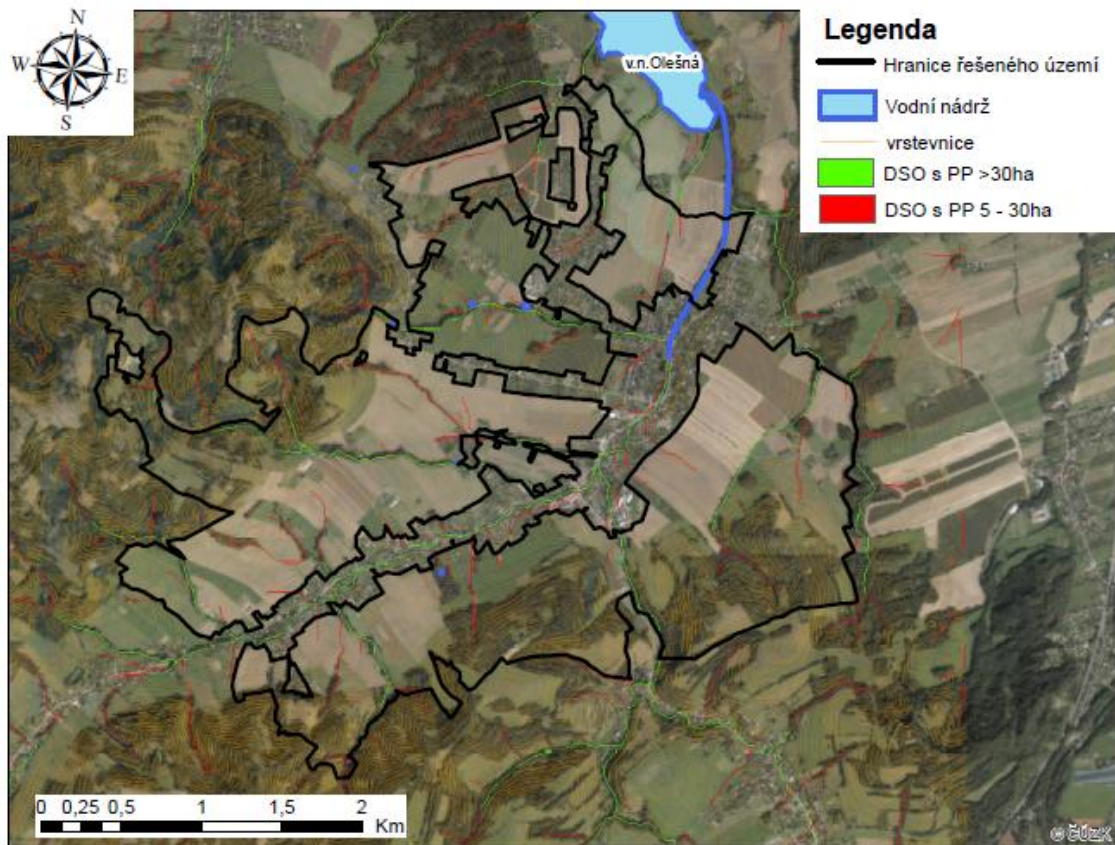 N
W
E
S
v.n.Olešná
Legenda
Hranice řešeného území
Vodní nádrž
vrstevnice
DSO s PP >30ha
DSO s PP 5 - 30ha
0 0,25 0,5 1 1,5 2
Km
© ČÚZK